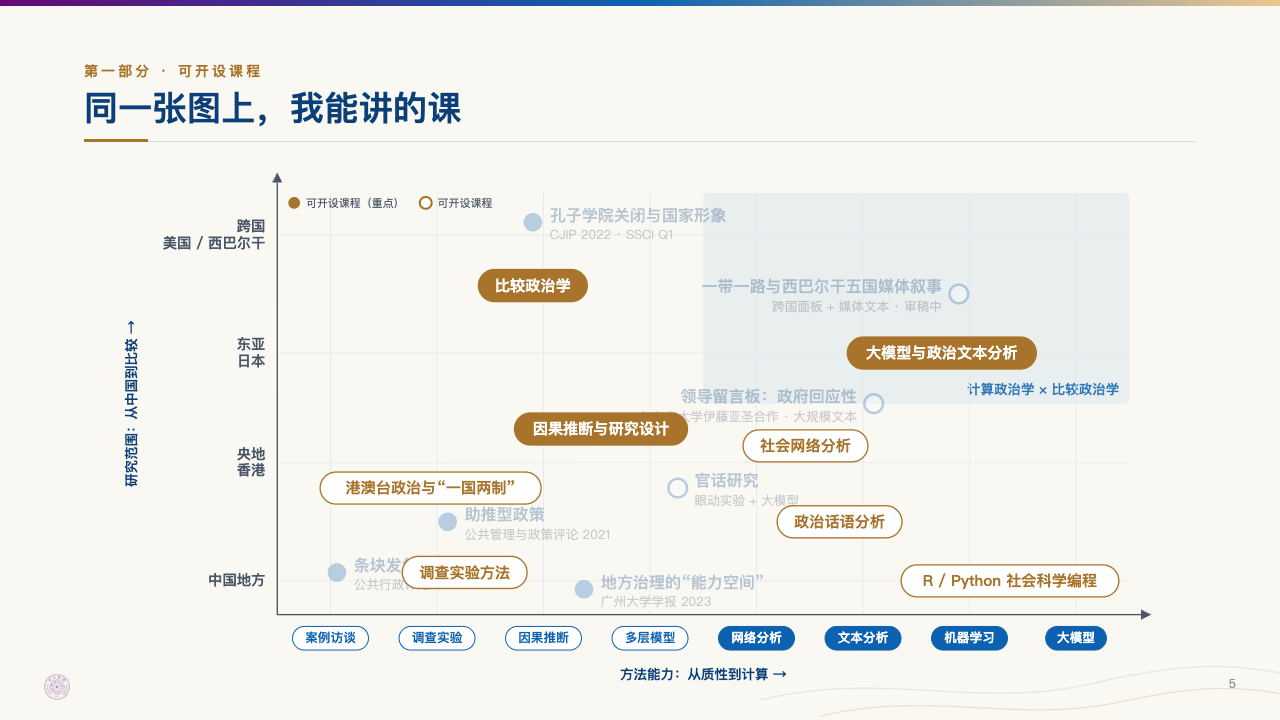 第一部分 · 可开设课程
同一张图上，我能讲的课
可开设课程（重点）
可开设课程
跨国
美国 / 西巴尔干
孔子学院关闭与国家形象
CJIP 2022 · SSCI Q1
比较政治学
一带一路与西巴尔干五国媒体叙事
跨国面板 + 媒体文本 · 审稿中
东亚
日本
大模型与政治文本分析
计算政治学 × 比较政治学
领导留言板：政府回应性
大学伊藤亚圣合作 · 大规模文本
因果推断与研究设计
社会网络分析
央地
香港
官话研究
眼动实验 + 大模型
港澳台政治与“一国两制”
助推型政策
公共管理与政策评论 2021
政治话语分析
条块发
公共行政
调查实验方法
中国地方
地方治理的“能力空间”
广州大学学报 2023
R / Python 社会科学编程
研究范围：从中国到比较 →
案例访谈
调查实验
因果推断
多层模型
网络分析
文本分析
机器学习
大模型
方法能力：从质性到计算 →
5